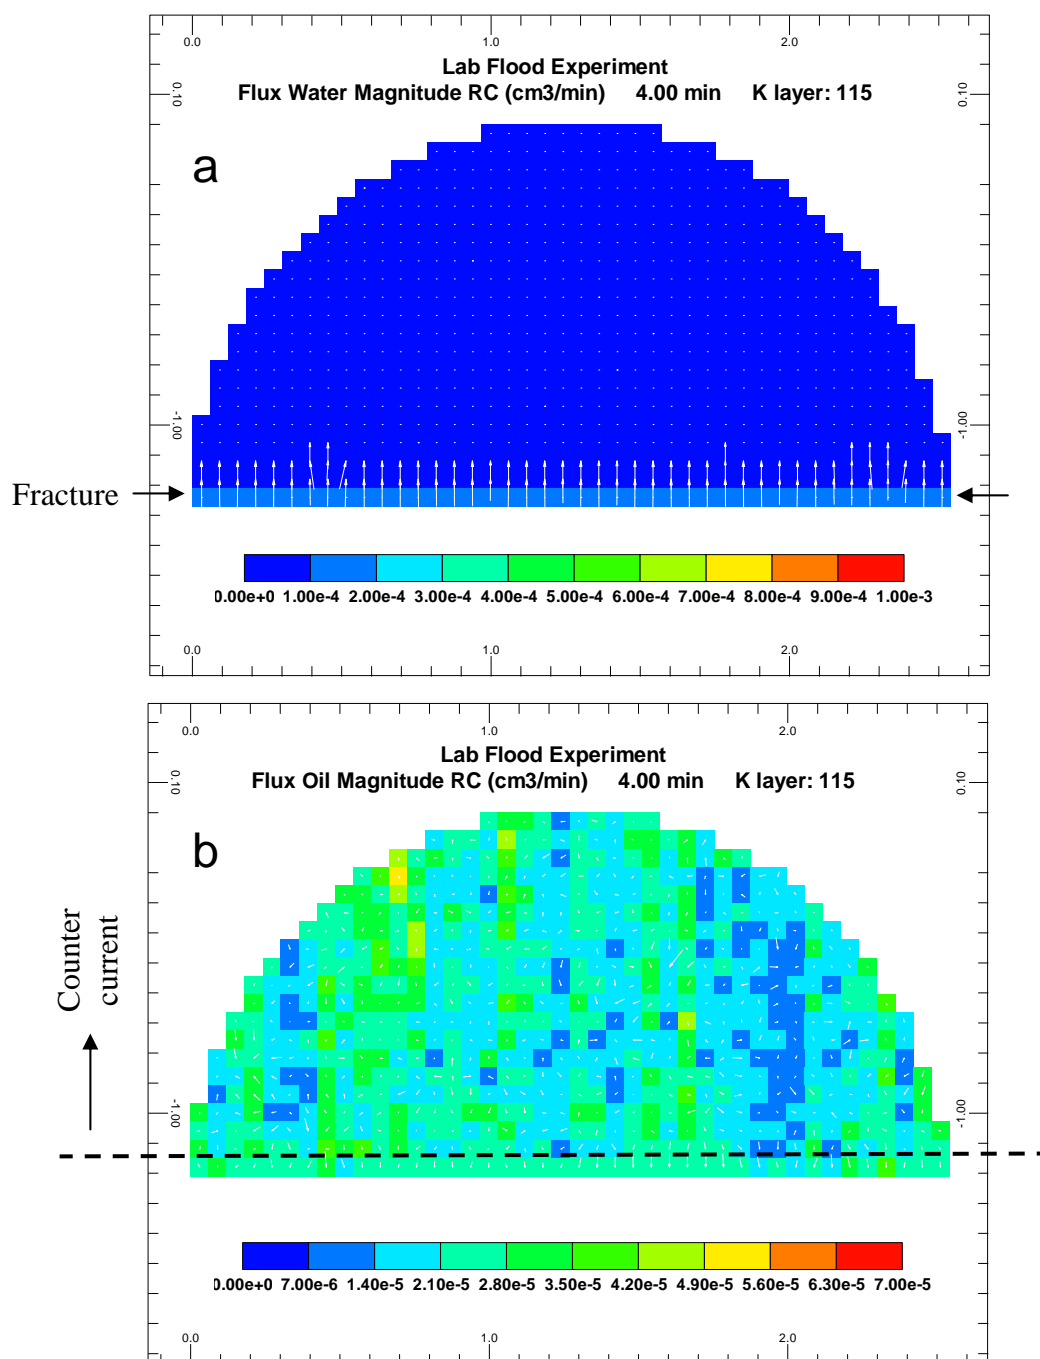 0.0 1.0 2.0
Lab Flood Experiment
Flux Water Magnitude RC (cm3/min) 4.00 min K layer: 115
0.10 0.10
a
-1.00 -1.00
Fracture
0.00e+0 1.00e-4 2.00e-4 3.00e-4 4.00e-4 5.00e-4 6.00e-4 7.00e-4 8.00e-4 9.00e-4 1.00e-3
0.0 1.0 2.0
0.0 1.0 2.0
Lab Flood Experiment
Flux Oil Magnitude RC (cm3/min) 4.00 min K layer: 115
0.10 0.10
b
Counter
current
-1.00 -1.00
0.00e+0 7.00e-6 1.40e-5 2.10e-5 2.80e-5 3.50e-5 4.20e-5 4.90e-5 5.60e-5 6.30e-5 7.00e-5
0.0 1.0 2.0